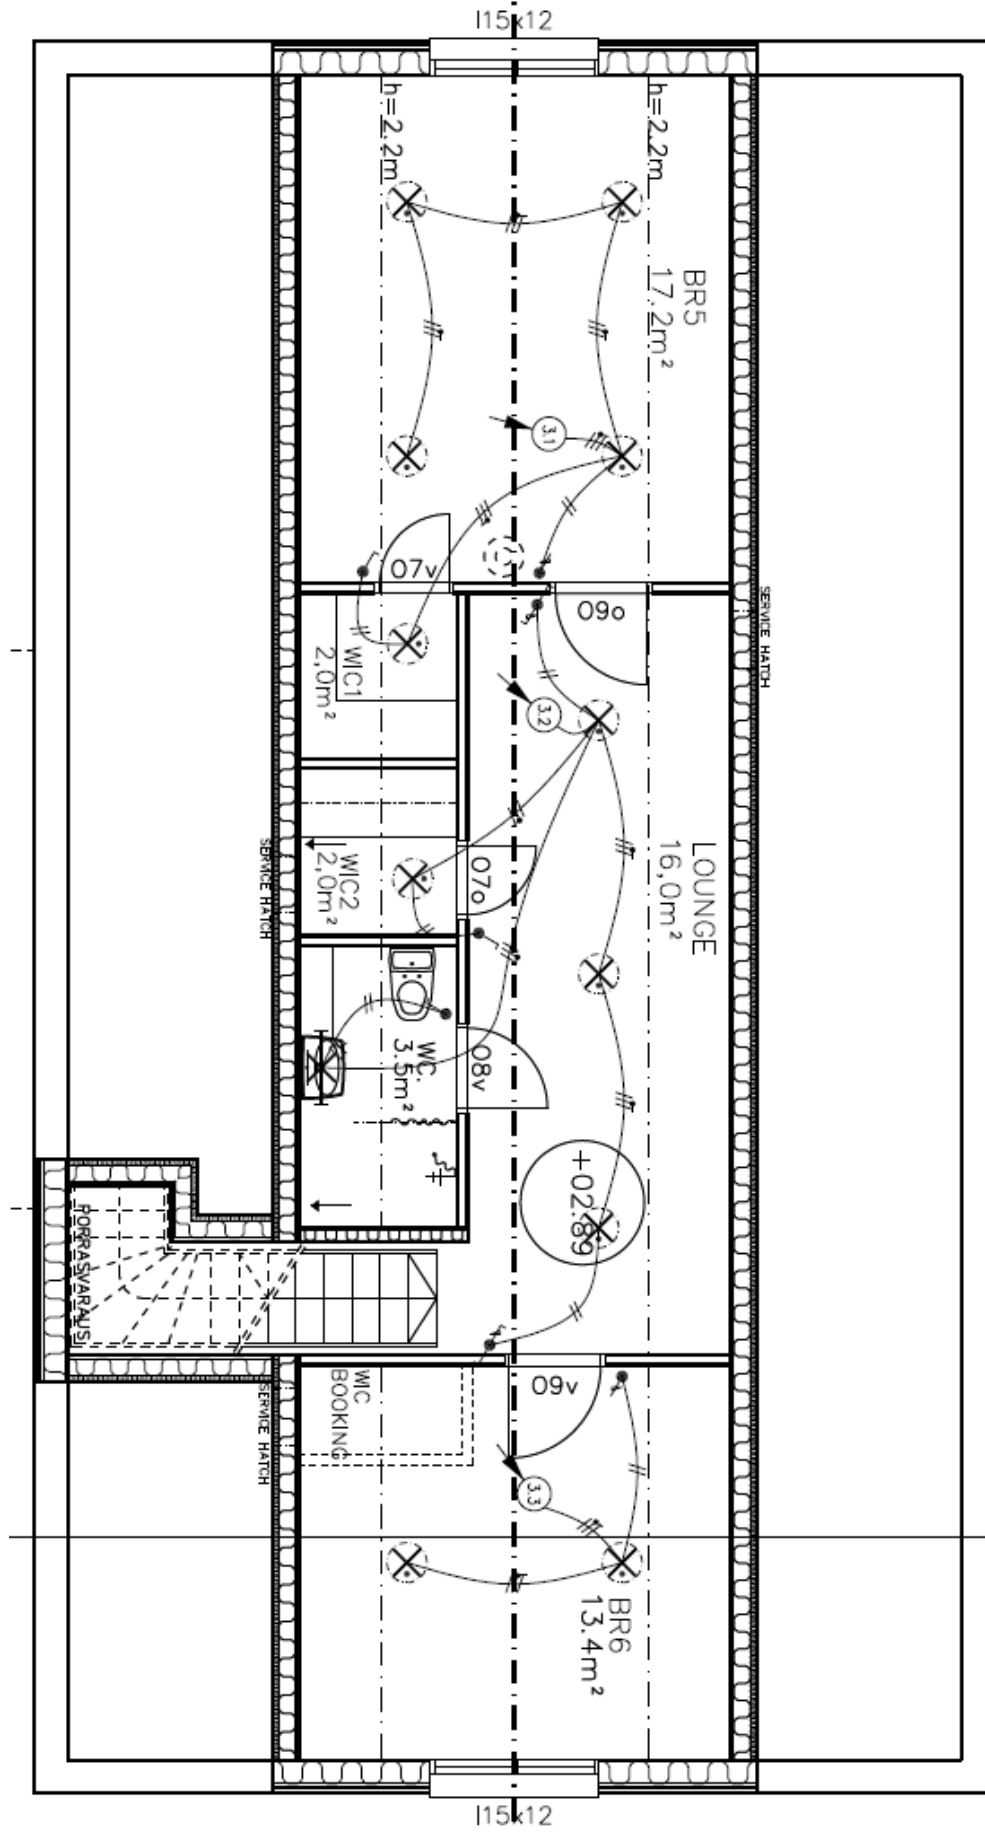 I15x12
h=2.2m
h=2.2m
BR5
17.2m²
3.1
07v
09o
SERVICE HATCH
WIC1
2,0m²
3.2
LOUNGE
16,0m²
SERVICE HATCH
WIC2
2,0m²
07o
WC.
3.5m²
08v
+02.89
PORRASVARAUS
WIC
BOOKING
09v
SERVICE HATCH
3.3
BR6
13.4m²
I15x12